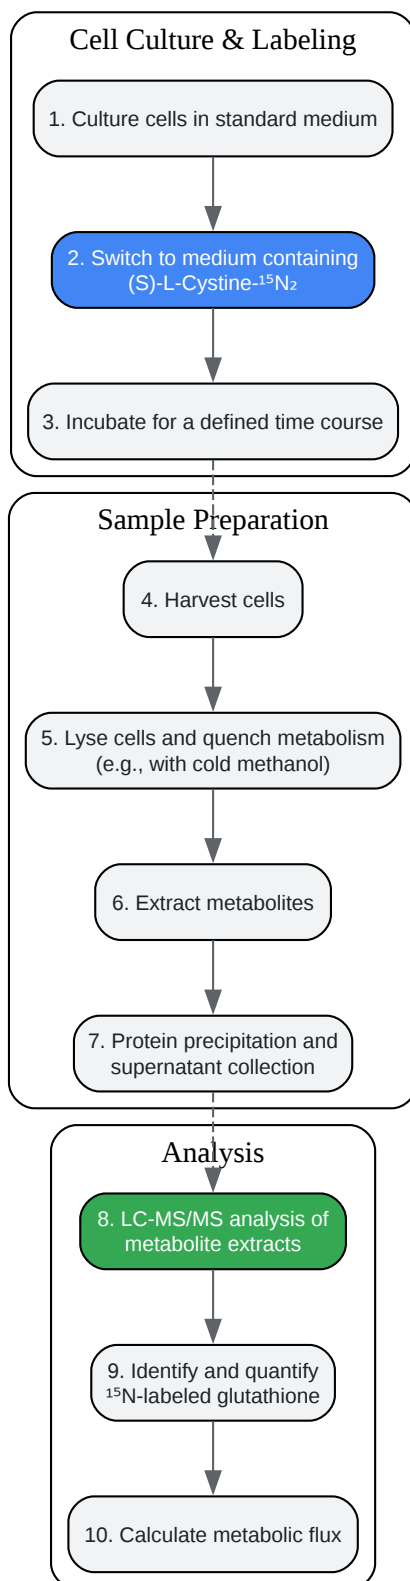 Cell Culture & Labeling
1. Culture cells in standard medium
2. Switch to medium containing
(S)-L-Cystine-¹⁵N₂
3. Incubate for a defined time course
Sample Preparation
4. Harvest cells
5. Lyse cells and quench metabolism
(e.g., with cold methanol)
6. Extract metabolites
7. Protein precipitation and
supernatant collection
Analysis
8. LC-MS/MS analysis of
metabolite extracts
9. Identify and quantify
¹⁵N-labeled glutathione
10. Calculate metabolic flux